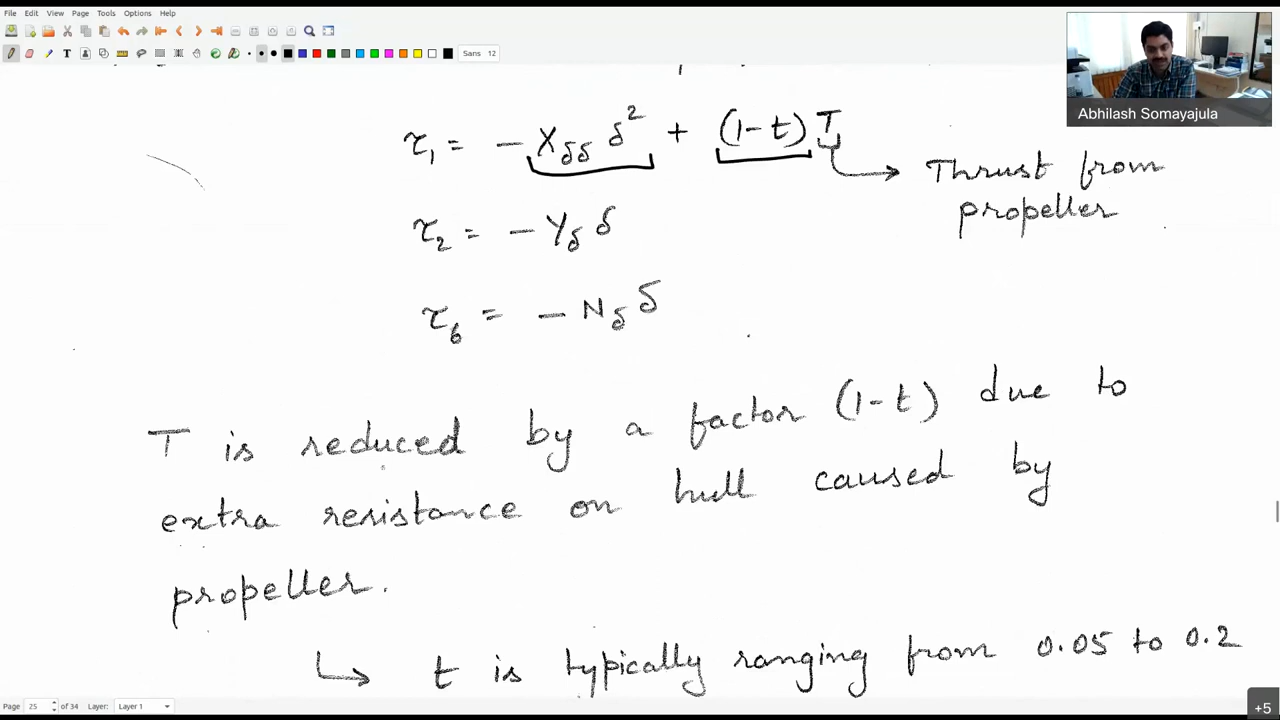 File Edit View Page Tools Options Help
T
Sans 12
Abhilash Somayajula
τ₁ = - X_δδ δ² + (1-t) T
Thrust from
propeller
τ₂ = - Y_δ δ
τ₆ = - N_δ δ
T is reduced by a factor (1-t) due to
extra resistance on hull caused by
propeller.
↳ t is typically ranging from 0.05 to 0.2
Page 25 of 34 Layer: Layer 1
+5